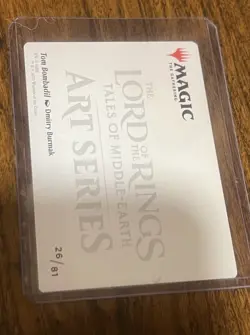 MAGIC
THE GATHERING
THE
LORD OF THE RINGS
TALES OF MIDDLE-EARTH
ART SERIES
Tom Bombadil Dmitry Burmak
26/81